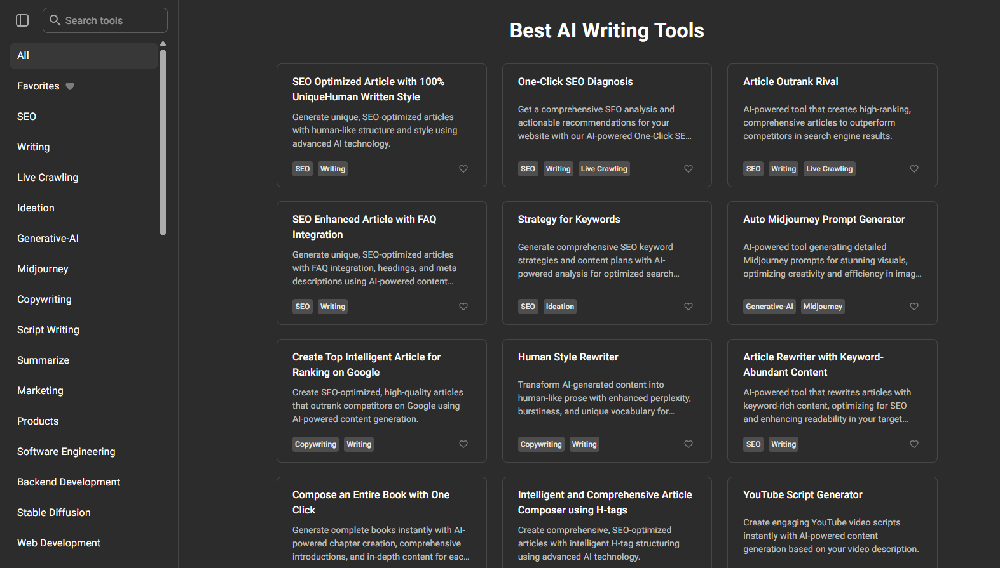 Search tools
All
Favorites
SEO
Writing
Live Crawling
Ideation
Generative-AI
Midjourney
Copywriting
Script Writing
Summarize
Marketing
Products
Software Engineering
Backend Development
Stable Diffusion
Web Development
Best AI Writing Tools
SEO Optimized Article with 100%
UniqueHuman Written Style
Generate unique, SEO-optimized articles
with human-like structure and style using
advanced AI technology.
SEO Writing
One-Click SEO Diagnosis
Get a comprehensive SEO analysis and
actionable recommendations for your
website with our AI-powered One-Click SE...
SEO Writing Live Crawling
Article Outrank Rival
AI-powered tool that creates high-ranking,
comprehensive articles to outperform
competitors in search engine results.
SEO Writing Live Crawling
SEO Enhanced Article with FAQ
Integration
Generate unique, SEO-optimized articles
with FAQ integration, headings, and meta
descriptions using AI-powered content...
SEO Writing
Strategy for Keywords
Generate comprehensive SEO keyword
strategies and content plans with AI-
powered analysis for optimized search...
SEO Ideation
Auto Midjourney Prompt Generator
AI-powered tool generating detailed
Midjourney prompts for stunning visuals,
optimizing creativity and efficiency in imag...
Generative-AI Midjourney
Create Top Intelligent Article for
Ranking on Google
Create SEO-optimized, high-quality articles
that outrank competitors on Google using
AI-powered content generation.
Copywriting Writing
Human Style Rewriter
Transform AI-generated content into
human-like prose with enhanced perplexity,
burstiness, and unique vocabulary for...
Copywriting Writing
Article Rewriter with Keyword-
Abundant Content
AI-powered tool that rewrites articles with
keyword-rich content, optimizing for SEO
and enhancing readability in your target...
SEO Writing
Compose an Entire Book with One
Click
Generate complete books instantly with AI-
powered chapter creation, comprehensive
introductions, and in-depth content for eac...
Intelligent and Comprehensive Article
Composer using H-tags
Create comprehensive, SEO-optimized
articles with intelligent H-tag structuring
using advanced AI technology.
YouTube Script Generator
Create engaging YouTube video scripts
instantly with AI-powered content
generation based on your video description.